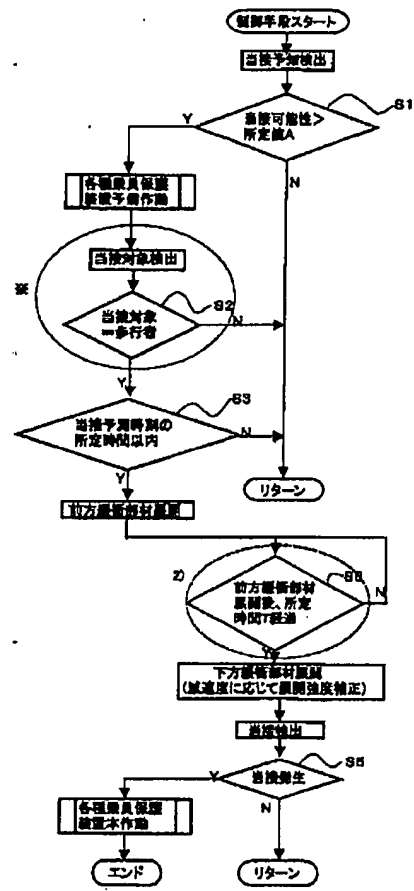 制御手段スタート
当接予知検出
S1
当接可能性＞
所定値A
Y
N
各種乗員保護
装置予備作動
※
当接対象検出
S2
当接対象
＝歩行者
N
Y
S3
当接予測時刻の
所定時間以内
N
Y
リターン
前方緩衝部材展開
2)
前方緩衝部材
展開後、所定
時間T経過
N
Y
下方緩衝部材展開
(減速度に応じて展開強度補正)
当接検出
S5
当接発生
Y
N
各種乗員保護
装置本作動
エンド
リターン